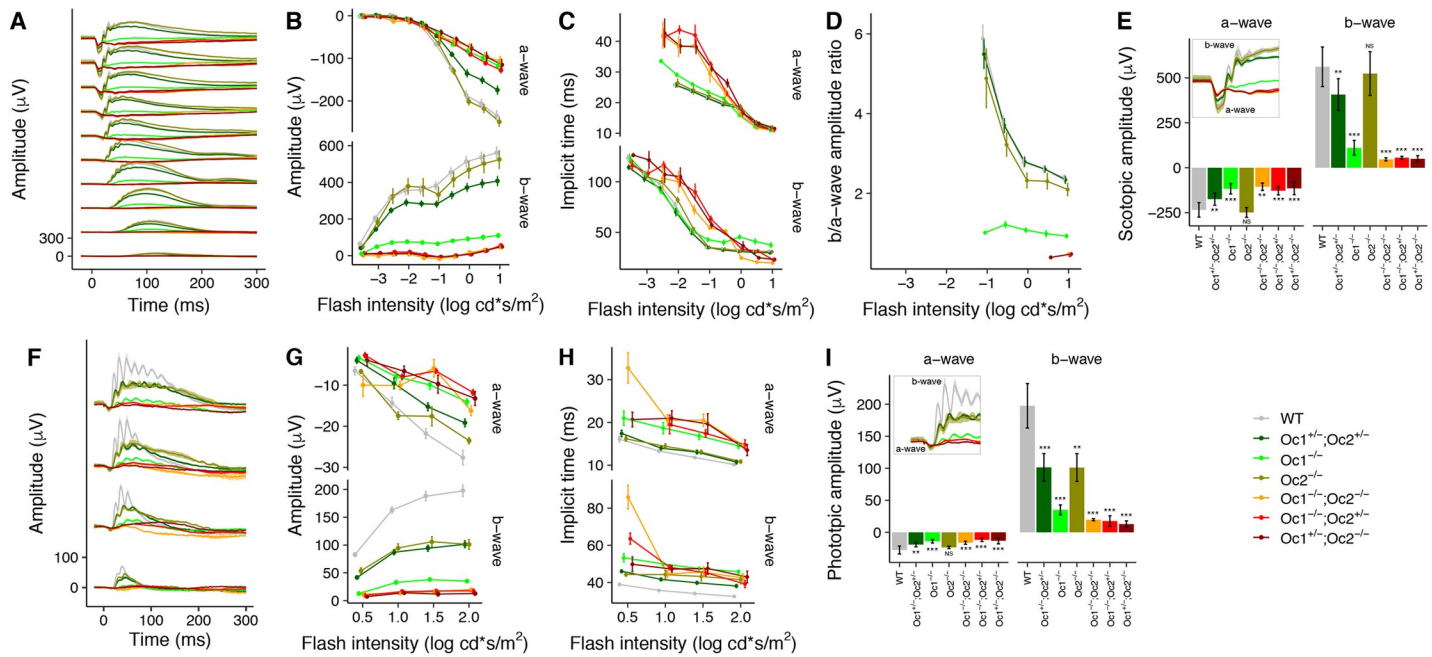 A
Amplitude (μV)
300
0
0 100 200 300
Time (ms)
B
Amplitude (μV)
0
−100
−200
a−wave
600
400
200
0
b−wave
−3 −2 −1 0 1
Flash intensity (log cd*s/m²)
C
Implicit time (ms)
40
30
20
10
a−wave
100
50
b−wave
−3 −2 −1 0 1
Flash intensity (log cd*s/m²)
D
b/a−wave amplitude ratio
6
4
2
−3 −2 −1 0 1
Flash intensity (log cd*s/m²)
E
a−wave b−wave
Scotopic amplitude (μV)
500
250
0
−250
b-wave
a-wave
** *** NS ** *** ***
** *** NS *** *** ***
WT
Oc1⁺/⁻;Oc2⁺/⁻
Oc1⁻/⁻
Oc2⁻/⁻
Oc1⁻/⁻;Oc2⁻/⁻
Oc1⁻/⁻;Oc2⁺/⁻
Oc1⁺/⁻;Oc2⁻/⁻
WT
Oc1⁺/⁻;Oc2⁺/⁻
Oc1⁻/⁻
Oc2⁻/⁻
Oc1⁻/⁻;Oc2⁻/⁻
Oc1⁻/⁻;Oc2⁺/⁻
Oc1⁺/⁻;Oc2⁻/⁻
F
Amplitude (μV)
100
0
0 100 200 300
Time (ms)
G
Amplitude (μV)
−10
−20
−30
a−wave
200
150
100
50
0
b−wave
0.5 1.0 1.5 2.0
Flash intensity (log cd*s/m²)
H
Implicit time (ms)
30
20
10
a−wave
100
80
60
40
b−wave
0.5 1.0 1.5 2.0
Flash intensity (log cd*s/m²)
I
a−wave b−wave
Phototpic amplitude (μV)
200
150
100
50
0
b-wave
a-wave
** *** NS *** *** ***
*** *** ** *** *** ***
WT
Oc1⁺/⁻;Oc2⁺/⁻
Oc1⁻/⁻
Oc2⁻/⁻
Oc1⁻/⁻;Oc2⁻/⁻
Oc1⁻/⁻;Oc2⁺/⁻
Oc1⁺/⁻;Oc2⁻/⁻
WT
Oc1⁺/⁻;Oc2⁺/⁻
Oc1⁻/⁻
Oc2⁻/⁻
Oc1⁻/⁻;Oc2⁻/⁻
Oc1⁻/⁻;Oc2⁺/⁻
Oc1⁺/⁻;Oc2⁻/⁻
WT
Oc1⁺/⁻;Oc2⁺/⁻
Oc1⁻/⁻
Oc2⁻/⁻
Oc1⁻/⁻;Oc2⁻/⁻
Oc1⁻/⁻;Oc2⁺/⁻
Oc1⁺/⁻;Oc2⁻/⁻